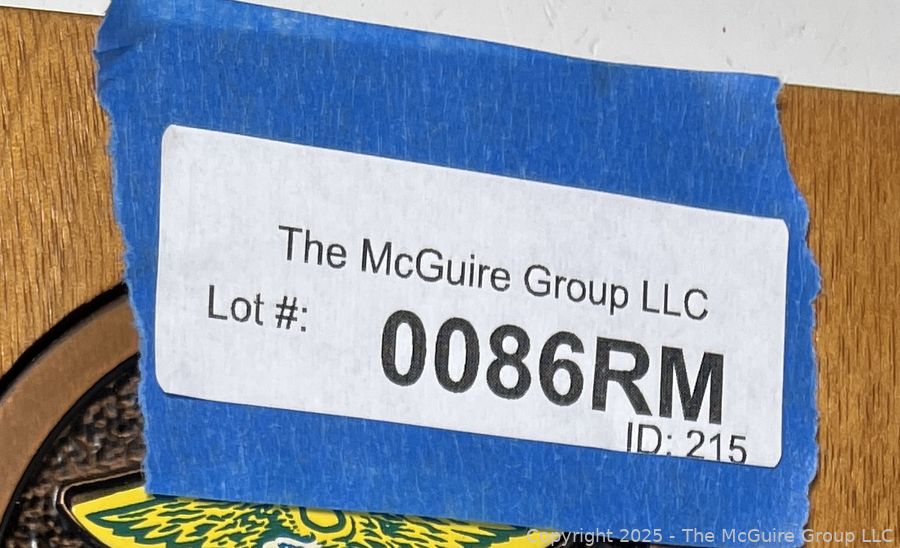 The McGuire Group LLC
Lot #: 0086RM
ID: 215
Copyright 2025 - The McGuire Group LLC